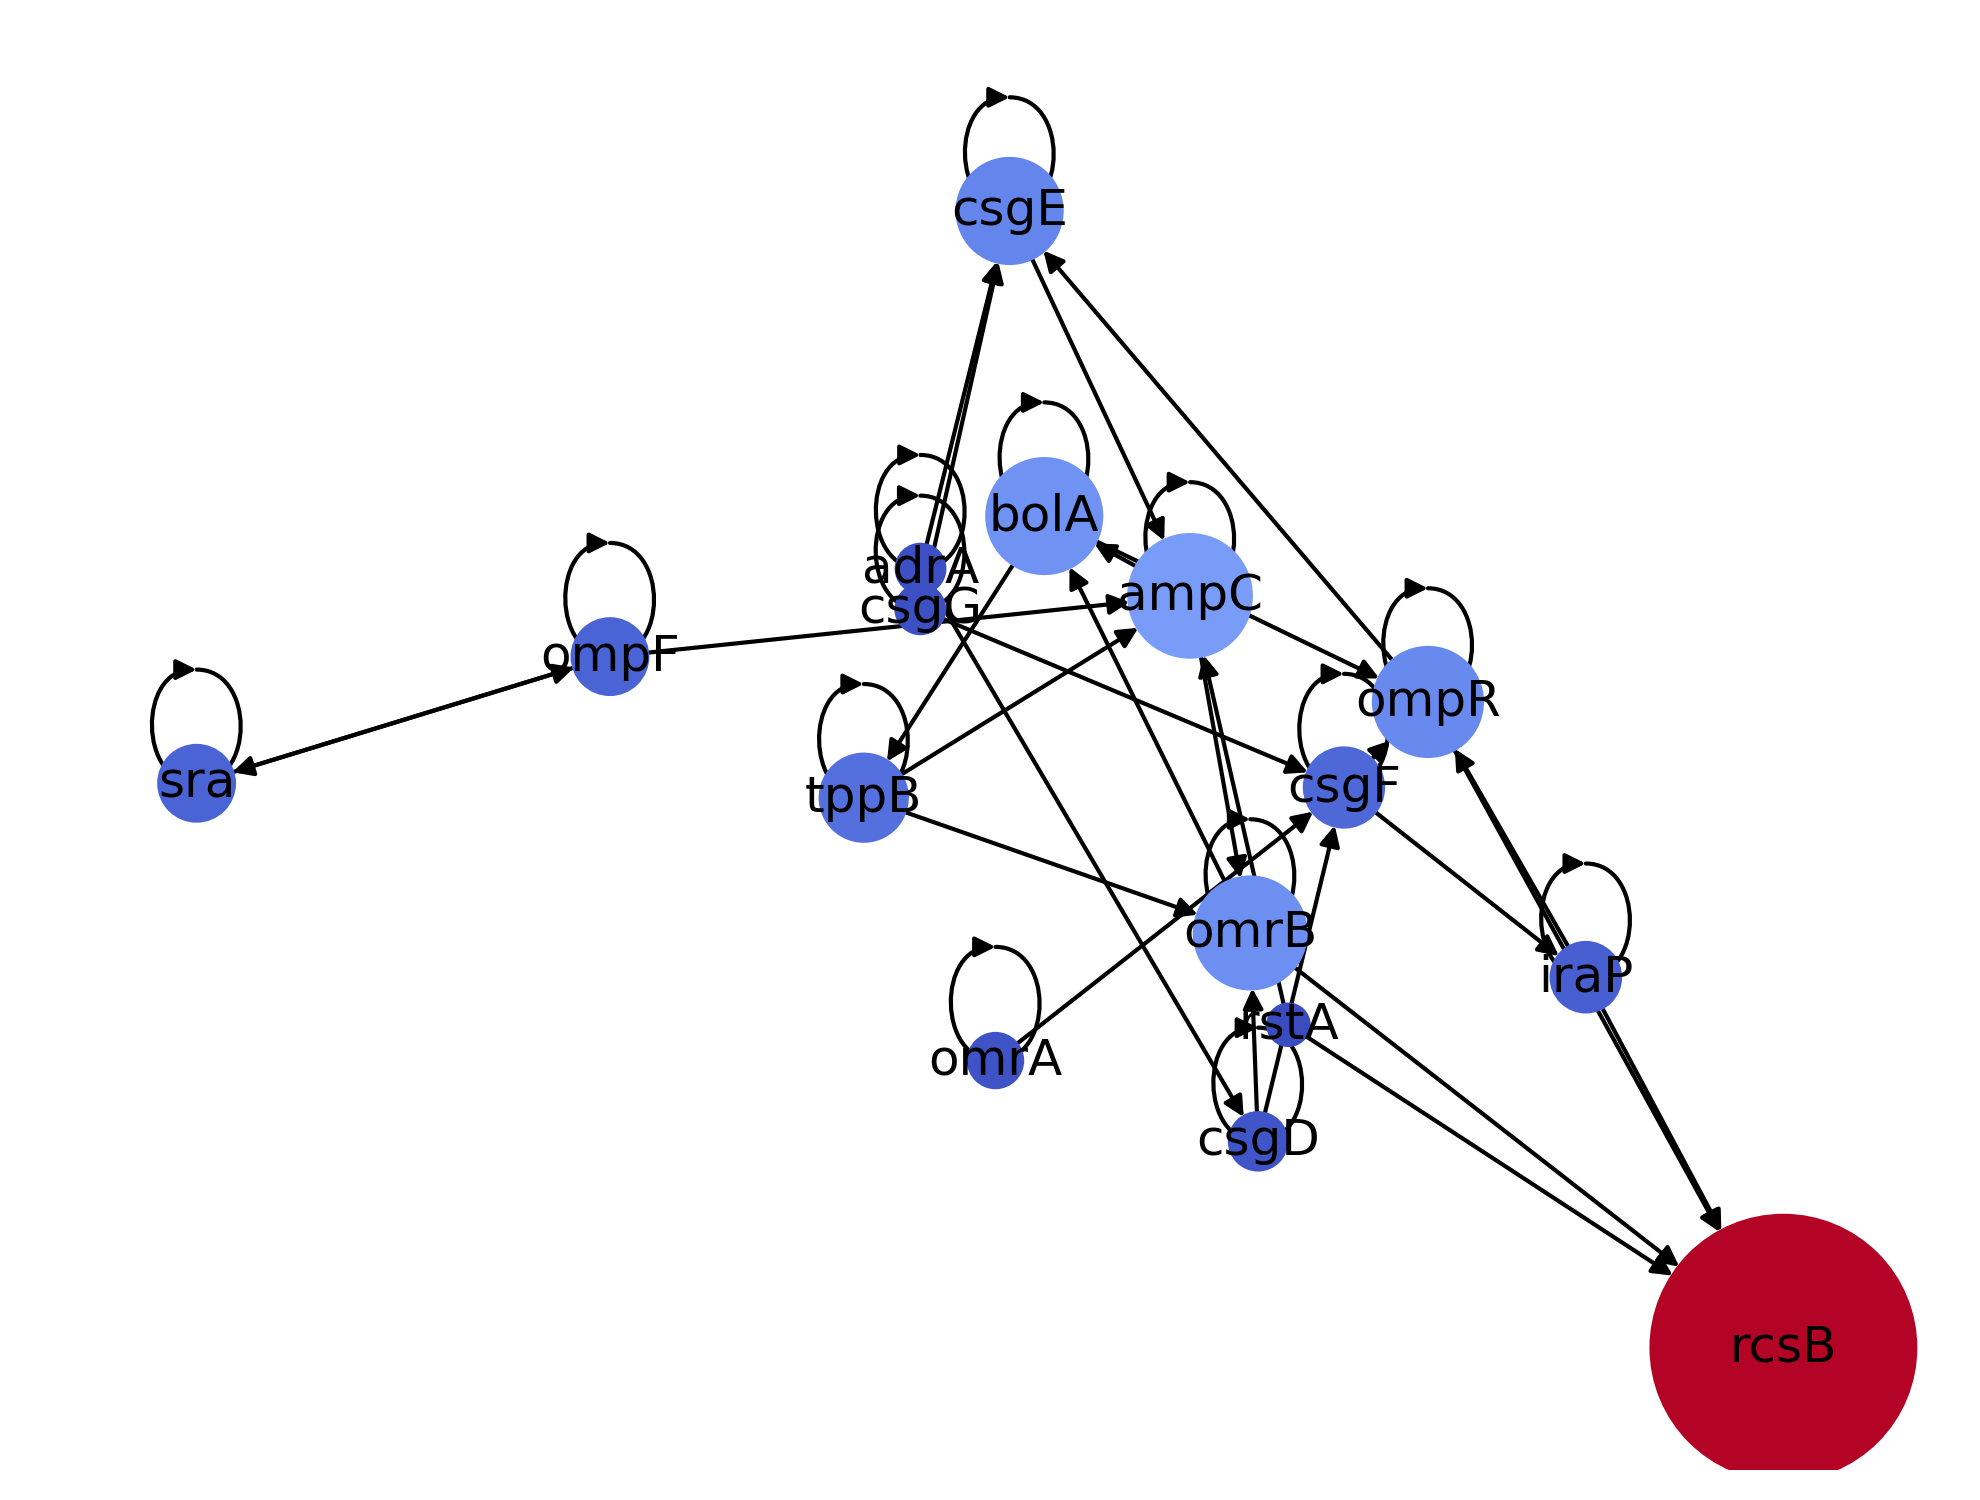 csgE
bolA
adrA
ampC
csgG
ompF
ompR
sra
tppB
csgF
omrB
iraP
rstA
omrA
csgD
rcsB